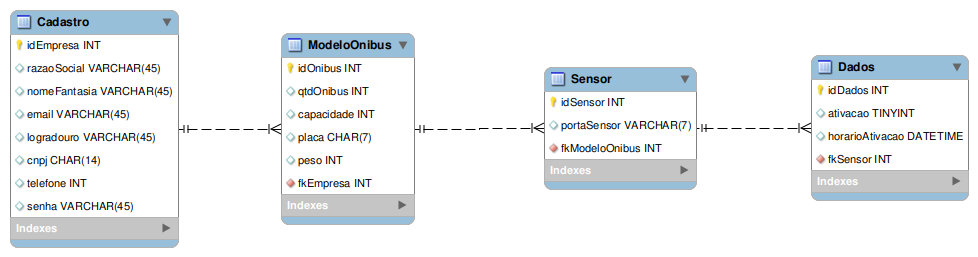 Cadastro
idEmpresa INT
razaoSocial VARCHAR(45)
nomeFantasia VARCHAR(45)
email VARCHAR(45)
logradouro VARCHAR(45)
cnpj CHAR(14)
telefone INT
senha VARCHAR(45)
Indexes
ModeloOnibus
idOnibus INT
qtdOnibus INT
capacidade INT
placa CHAR(7)
peso INT
fkEmpresa INT
Indexes
Sensor
idSensor INT
portaSensor VARCHAR(7)
fkModeloOnibus INT
Indexes
Dados
idDados INT
ativacao TINYINT
horarioAtivacao DATETIME
fkSensor INT
Indexes